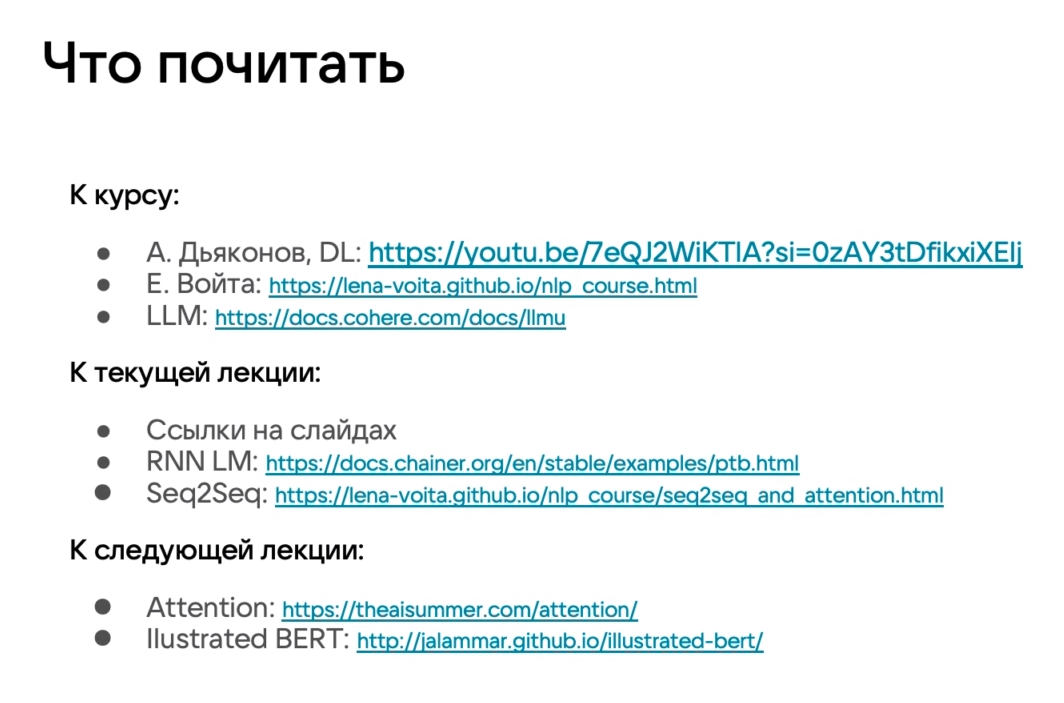 Что почитать
К курсу:
● А. Дьяконов, DL: https://youtu.be/7eQJ2WiKTlA?si=0zAY3tDfikxiXElj
● Е. Войта: https://lena-voita.github.io/nlp_course.html
● LLM: https://docs.cohere.com/docs/llmu
К текущей лекции:
● Ссылки на слайдах
● RNN LM: https://docs.chainer.org/en/stable/examples/ptb.html
● Seq2Seq: https://lena-voita.github.io/nlp_course/seq2seq_and_attention.html
К следующей лекции:
● Attention: https://theaisummer.com/attention/
● Ilustrated BERT: http://jalammar.github.io/illustrated-bert/